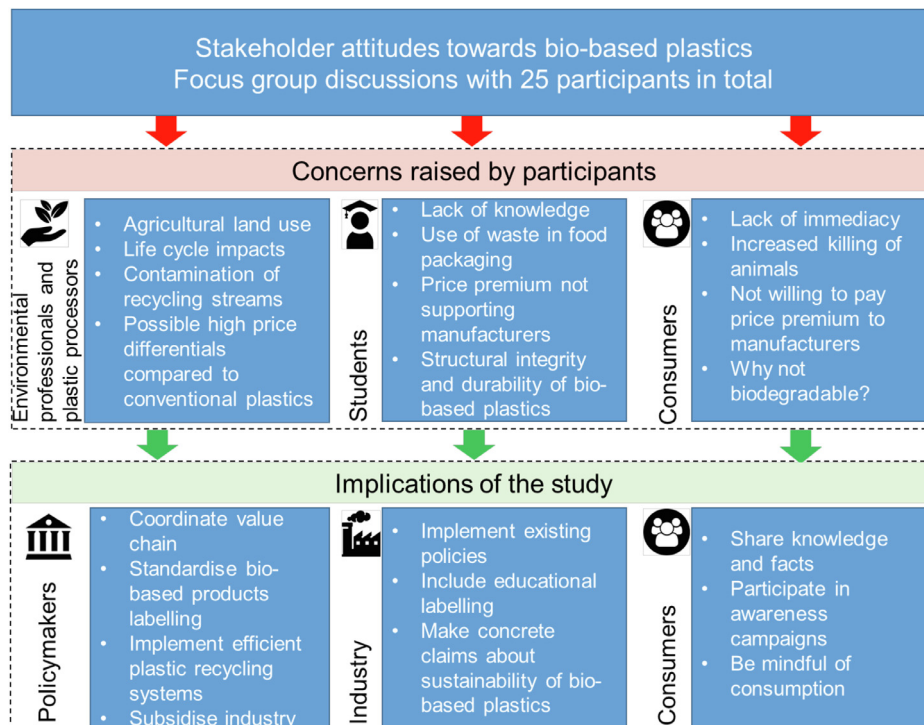 Stakeholder attitudes towards bio-based plastics
Focus group discussions with 25 participants in total
Concerns raised by participants
Environmental
professionals and
plastic processors
• Agricultural land use
• Life cycle impacts
• Contamination of
recycling streams
• Possible high price
differentials
compared to
conventional plastics
Students
• Lack of knowledge
• Use of waste in food
packaging
• Price premium not
supporting
manufacturers
• Structural integrity
and durability of bio-
based plastics
Consumers
• Lack of immediacy
• Increased killing of
animals
• Not willing to pay
price premium to
manufacturers
• Why not
biodegradable?
Implications of the study
Policymakers
• Coordinate value
chain
• Standardise bio-
based products
labelling
• Implement efficient
plastic recycling
systems
• Subsidise industry
Industry
• Implement existing
policies
• Include educational
labelling
• Make concrete
claims about
sustainability of bio-
based plastics
Consumers
• Share knowledge
and facts
• Participate in
awareness
campaigns
• Be mindful of
consumption